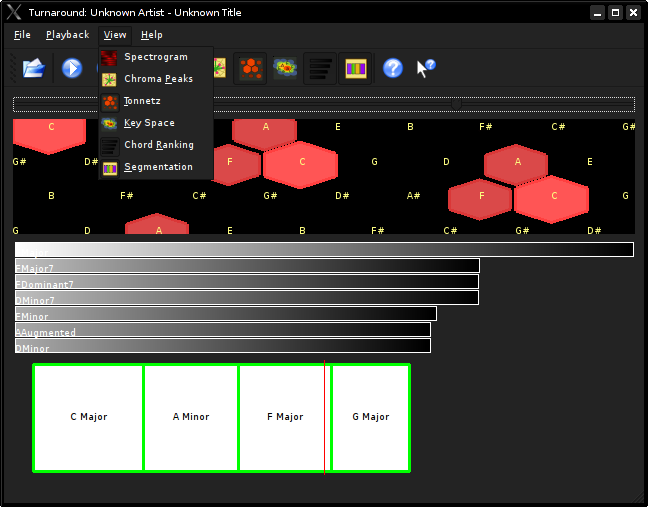 Turnaround: Unknown Artist - Unknown Title
File Playback View Help
Spectrogram
Chroma Peaks
Tonnetz
Key Space
Chord Ranking
Segmentation
C A E B F# C# G#
G# D# F C G D A E
B F# C# G# D# A# F C G
G D A E B F# C# G# D#
FMajor7
FDominant7
DMinor7
FMinor
AAugmented
DMinor
C Major A Minor F Major G Major